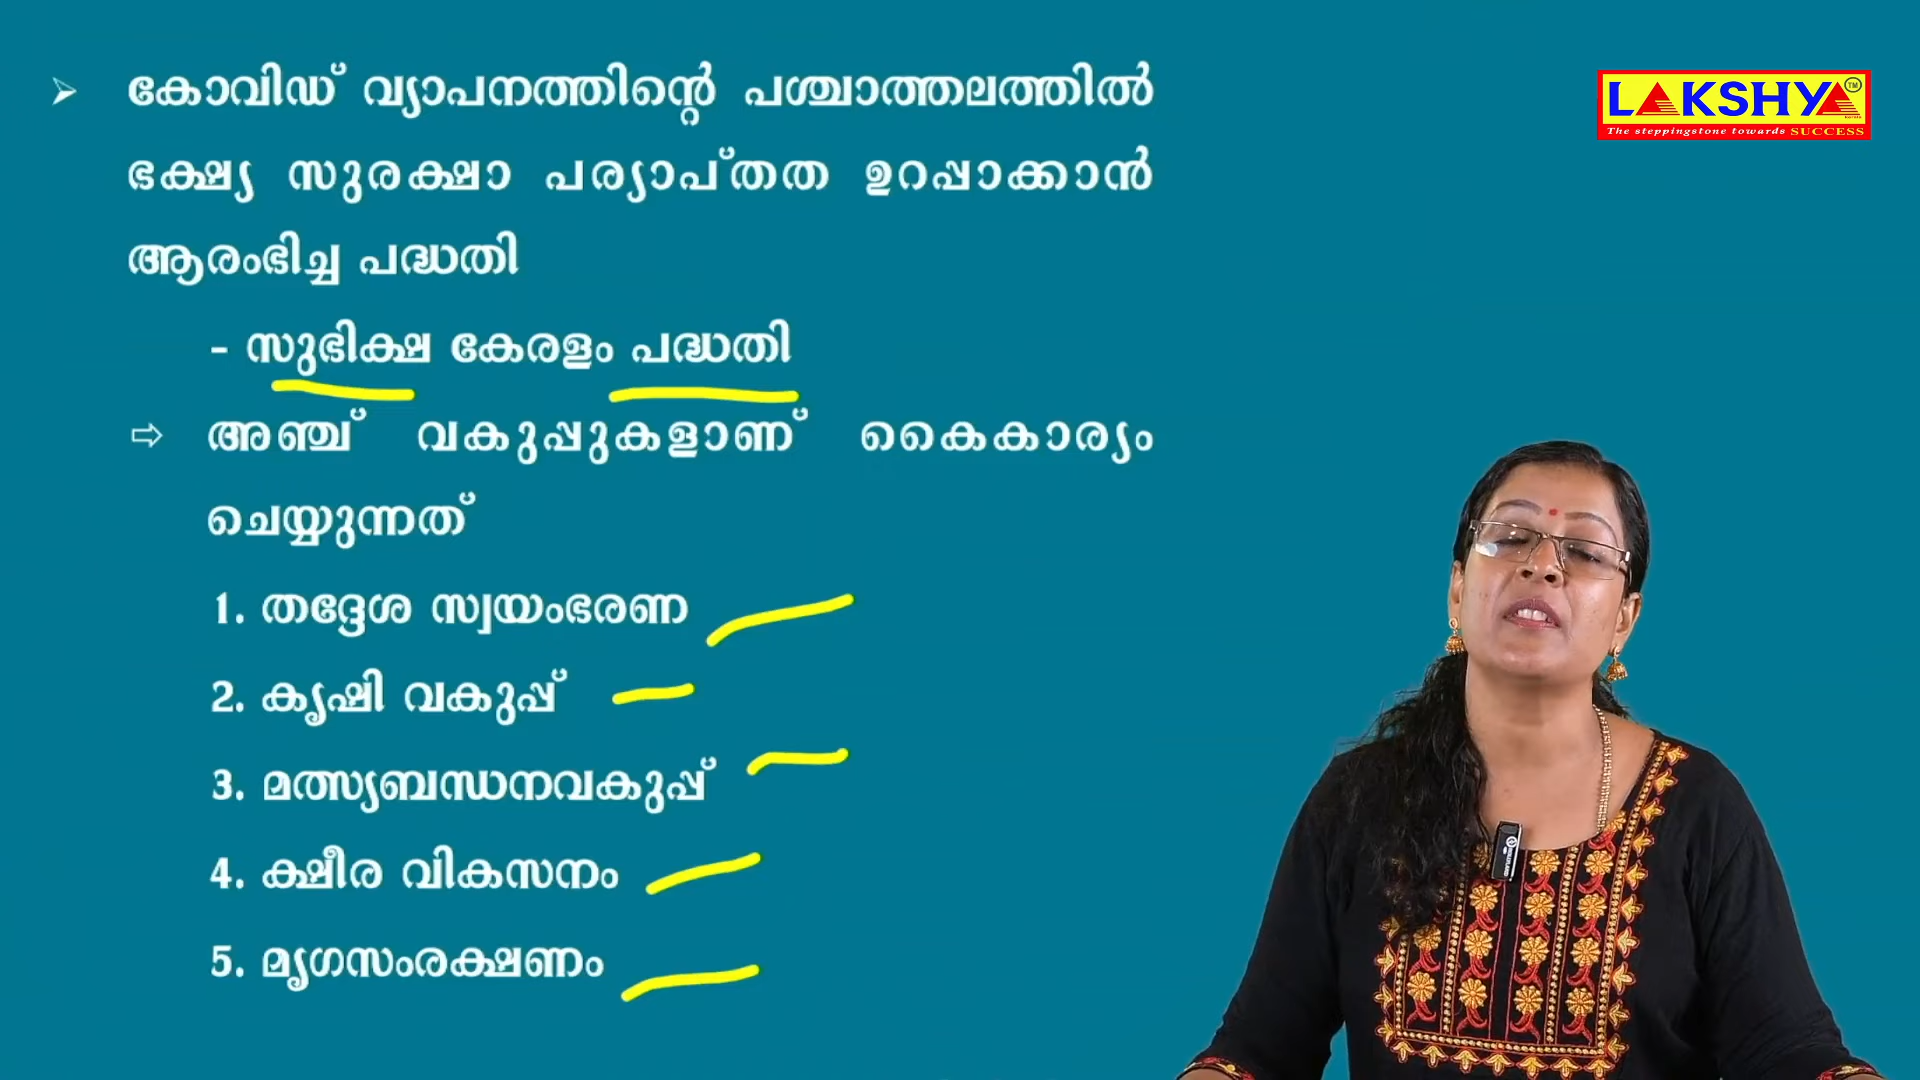 ➢ കോവിഡ് വ്യാപനത്തിന്റെ പശ്ചാത്തലത്തിൽ
ഭക്ഷ്യ സുരക്ഷാ പര്യാപ്തത ഉറപ്പാക്കാൻ
ആരംഭിച്ച പദ്ധതി
- സുഭിക്ഷ കേരളം പദ്ധതി
⇨ അഞ്ച് വകുപ്പുകളാണ് കൈകാര്യം
ചെയ്യുന്നത്
1. തദ്ദേശ സ്വയംഭരണ
2. കൃഷി വകുപ്പ്
3. മത്സ്യബന്ധനവകുപ്പ്
4. ക്ഷീര വികസനം
5. മൃഗസംരക്ഷണം
LAKSHYA TM
The steppingstone towards SUCCESS